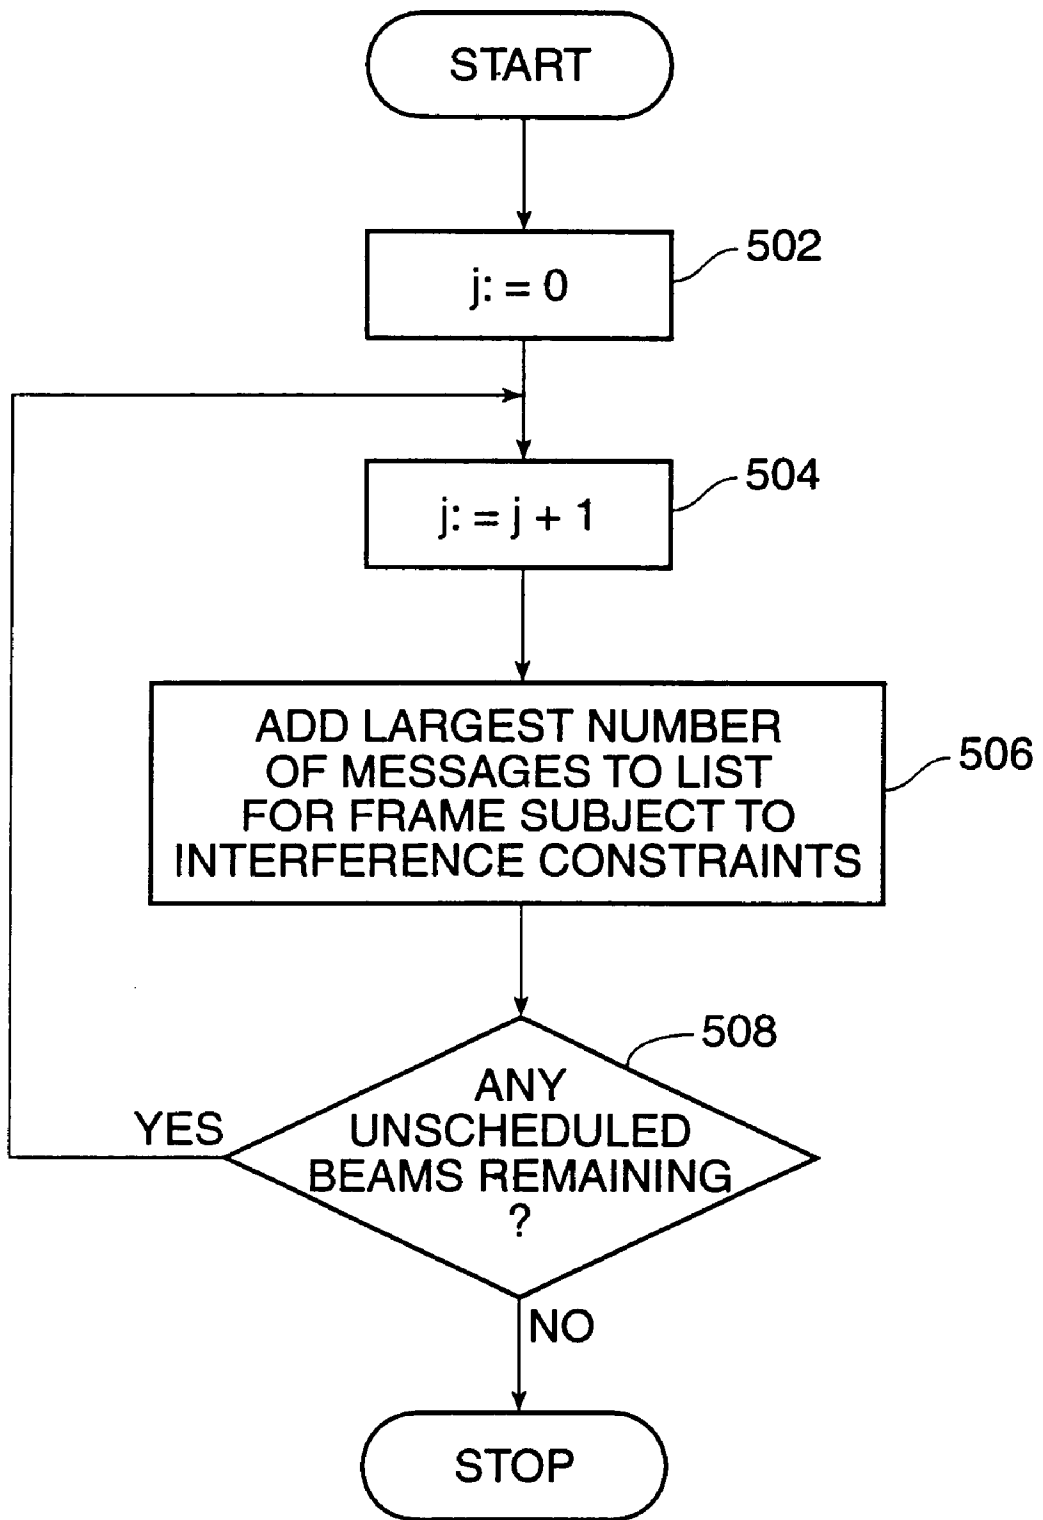 START
502
j: = 0
504
j: = j + 1
ADD LARGEST NUMBER
OF MESSAGES TO LIST
FOR FRAME SUBJECT TO
INTERFERENCE CONSTRAINTS
506
508
ANY
UNSCHEDULED
BEAMS REMAINING
?
YES
NO
STOP